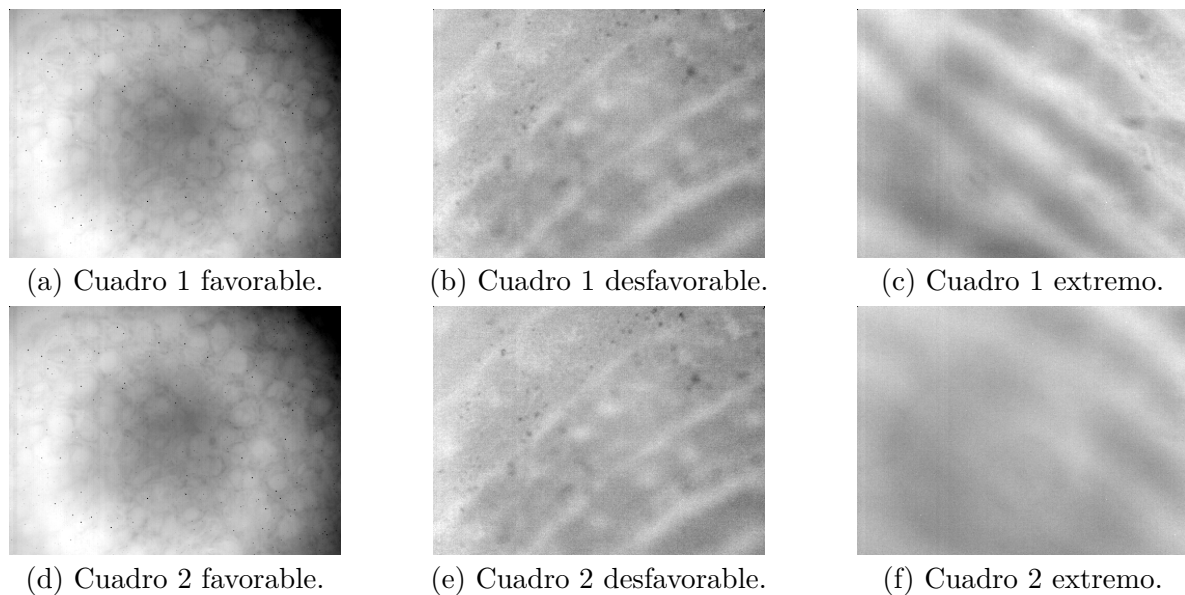 (a) Cuadro 1 favorable.
(b) Cuadro 1 desfavorable.
(c) Cuadro 1 extremo.
(d) Cuadro 2 favorable.
(e) Cuadro 2 desfavorable.
(f) Cuadro 2 extremo.